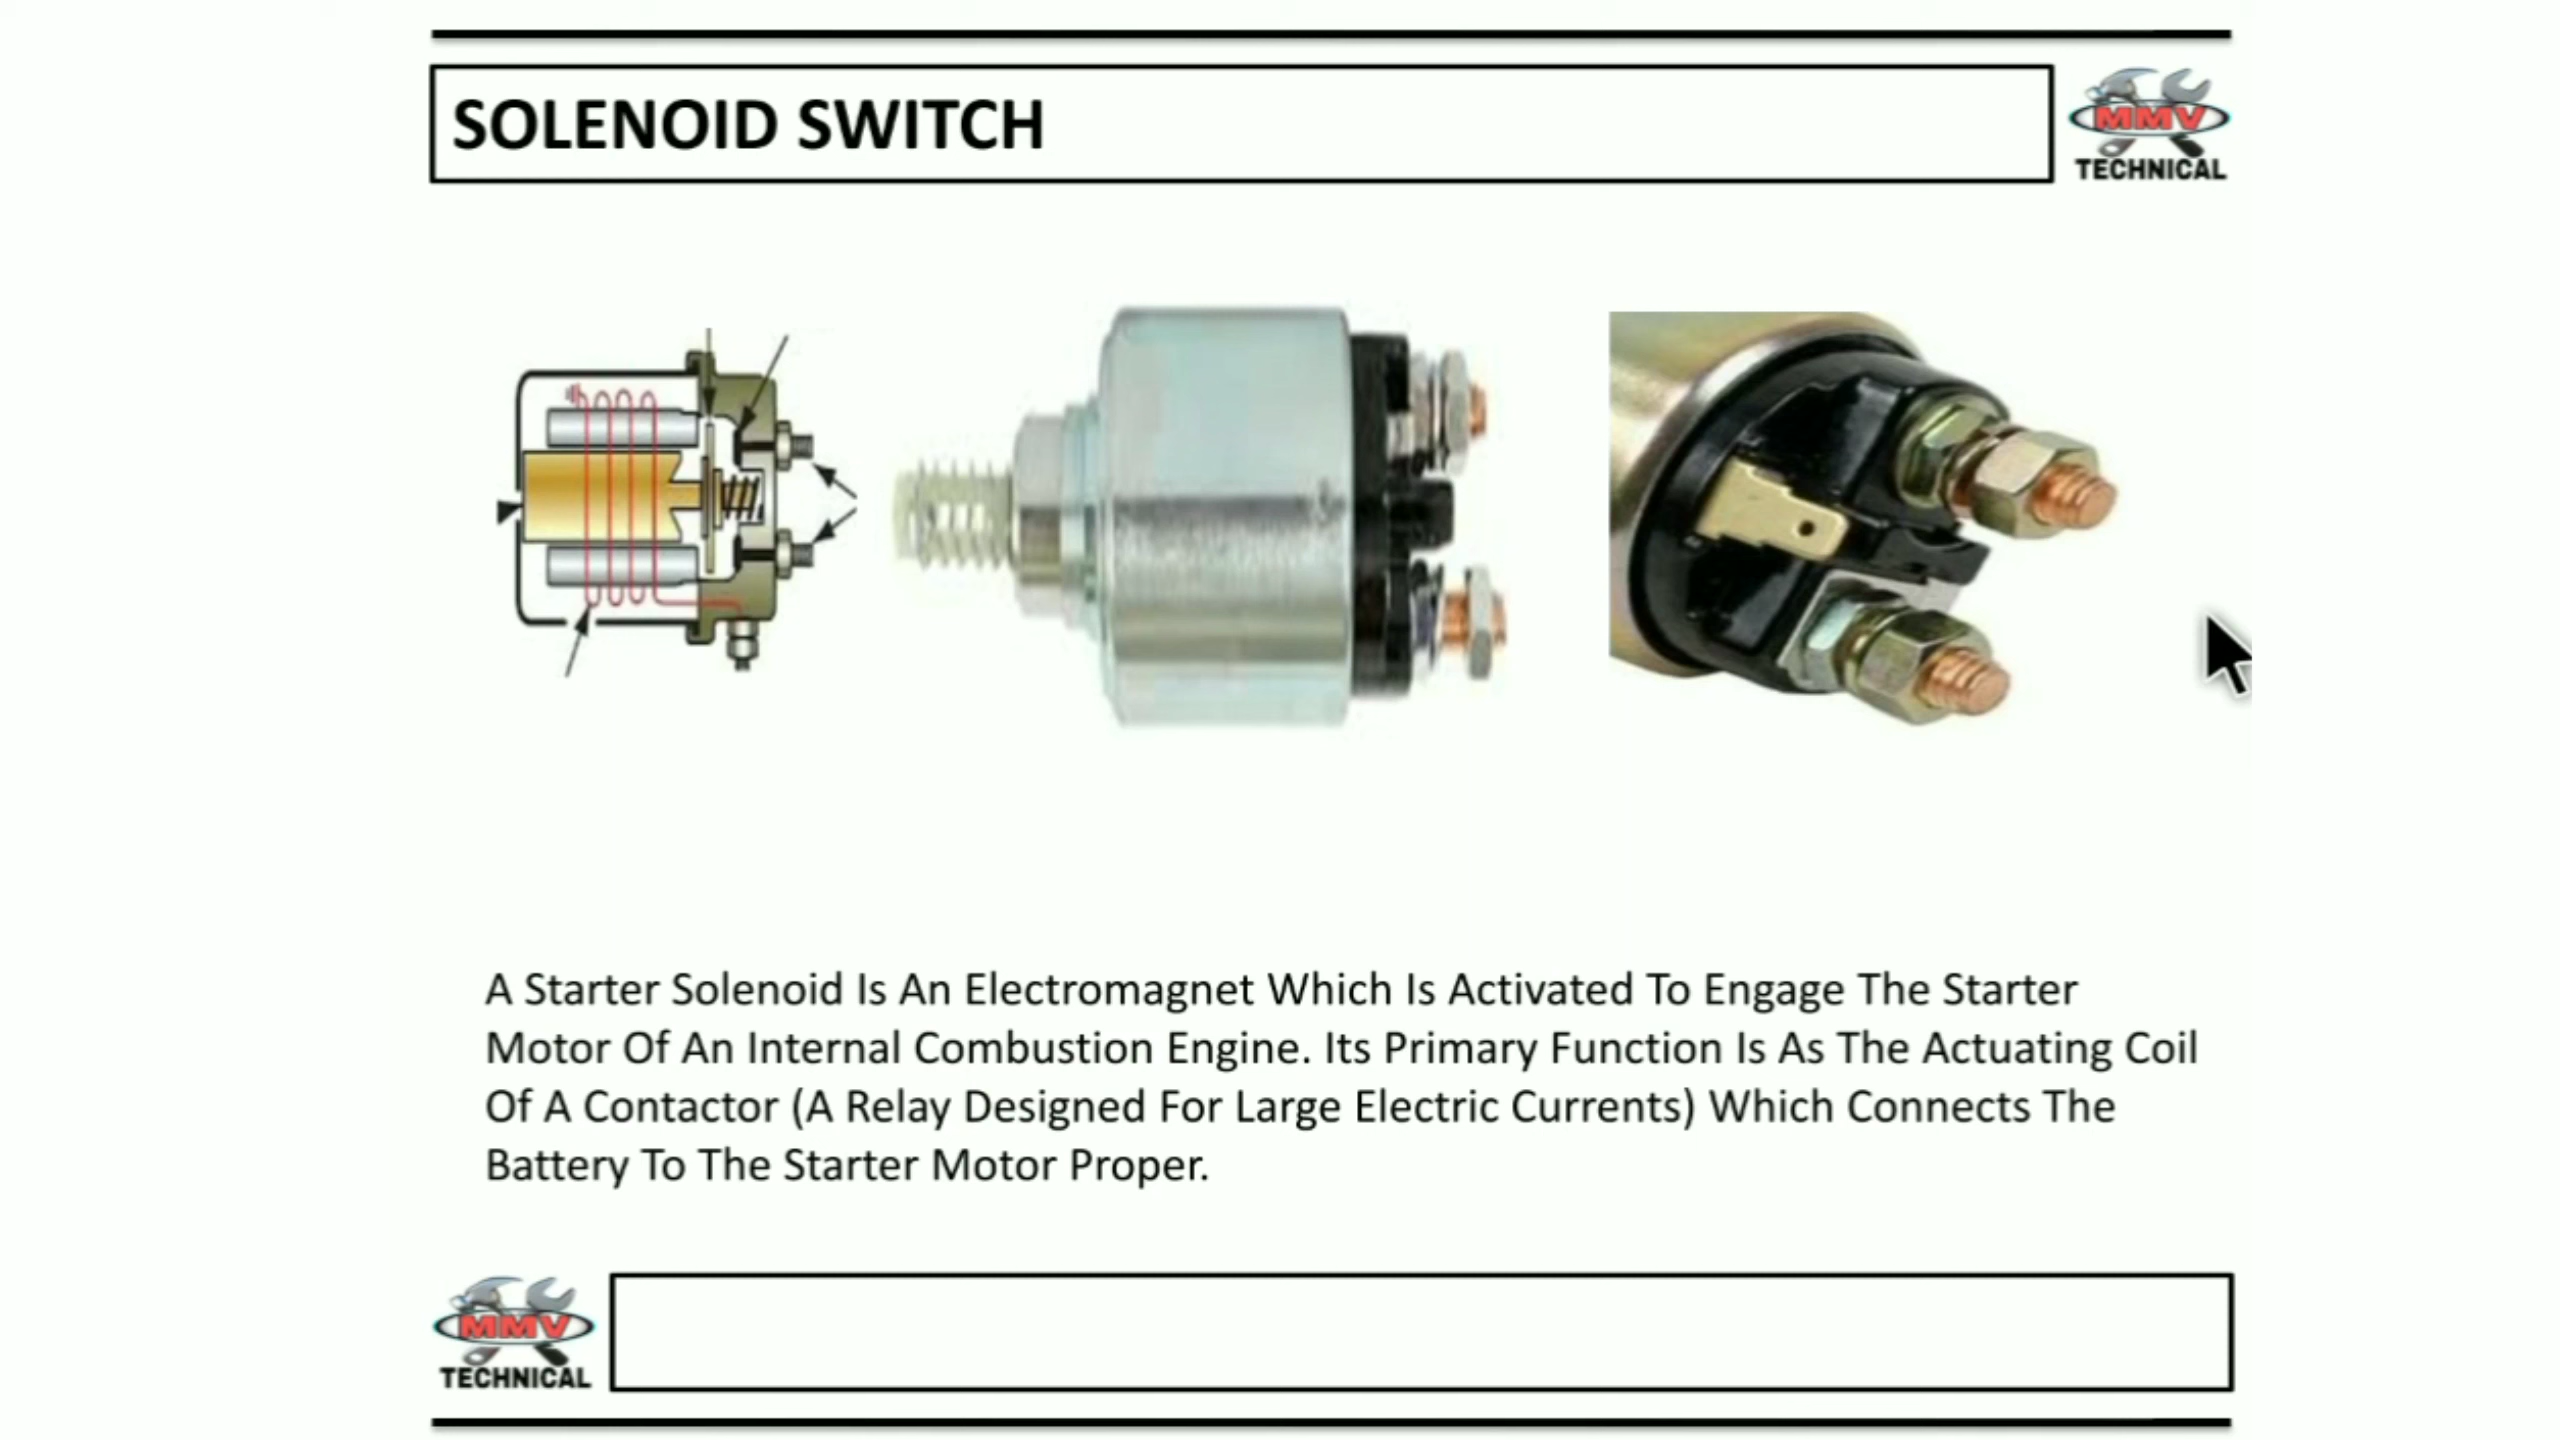 SOLENOID SWITCH
MMV
TECHNICAL
A Starter Solenoid Is An Electromagnet Which Is Activated To Engage The Starter
Motor Of An Internal Combustion Engine. Its Primary Function Is As The Actuating Coil
Of A Contactor (A Relay Designed For Large Electric Currents) Which Connects The
Battery To The Starter Motor Proper.
MMV
TECHNICAL